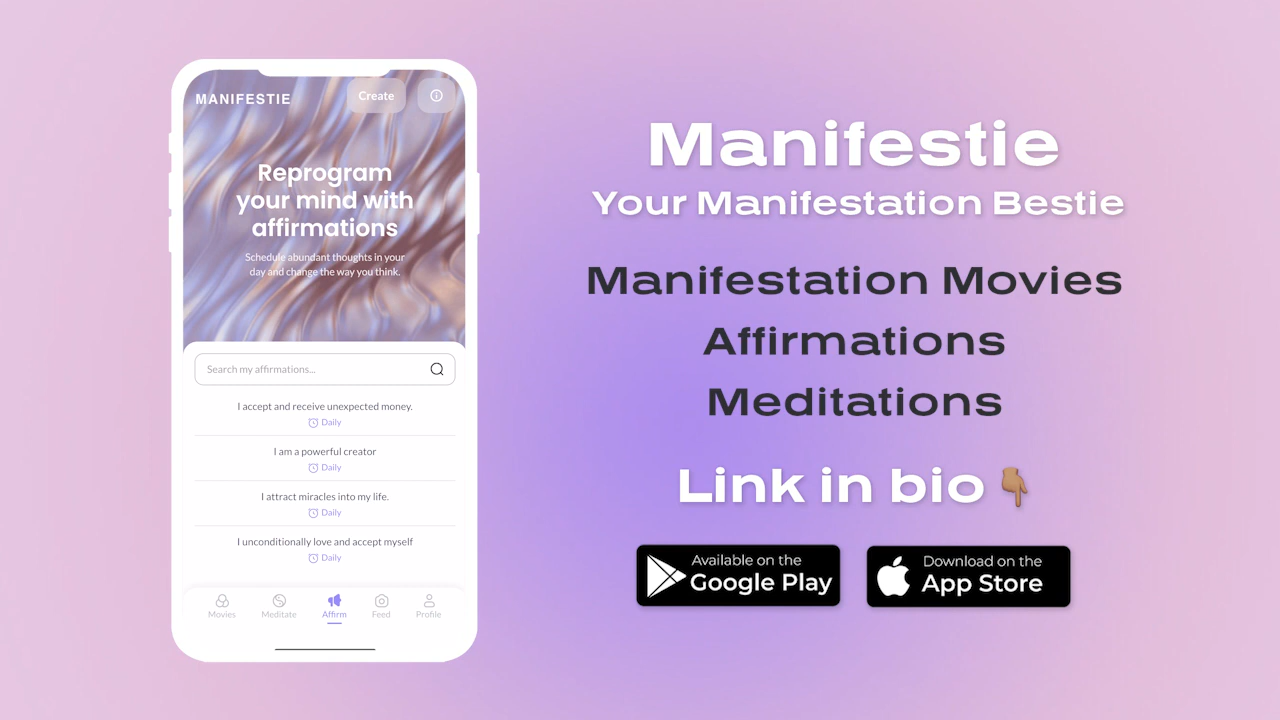 MANIFESTIE
Create
Reprogram
your mind with
affirmations
Schedule abundant thoughts in your
day and change the way you think.
Search my affirmations...
I accept and receive unexpected money.
Daily
I am a powerful creator
Daily
I attract miracles into my life.
Daily
I unconditionally love and accept myself
Daily
Movies
Meditate
Affirm
Feed
Profile
Manifestie
Your Manifestation Bestie
Manifestation Movies
Affirmations
Meditations
Link in bio👇🏽
Available on the
Google Play
Download on the
App Store